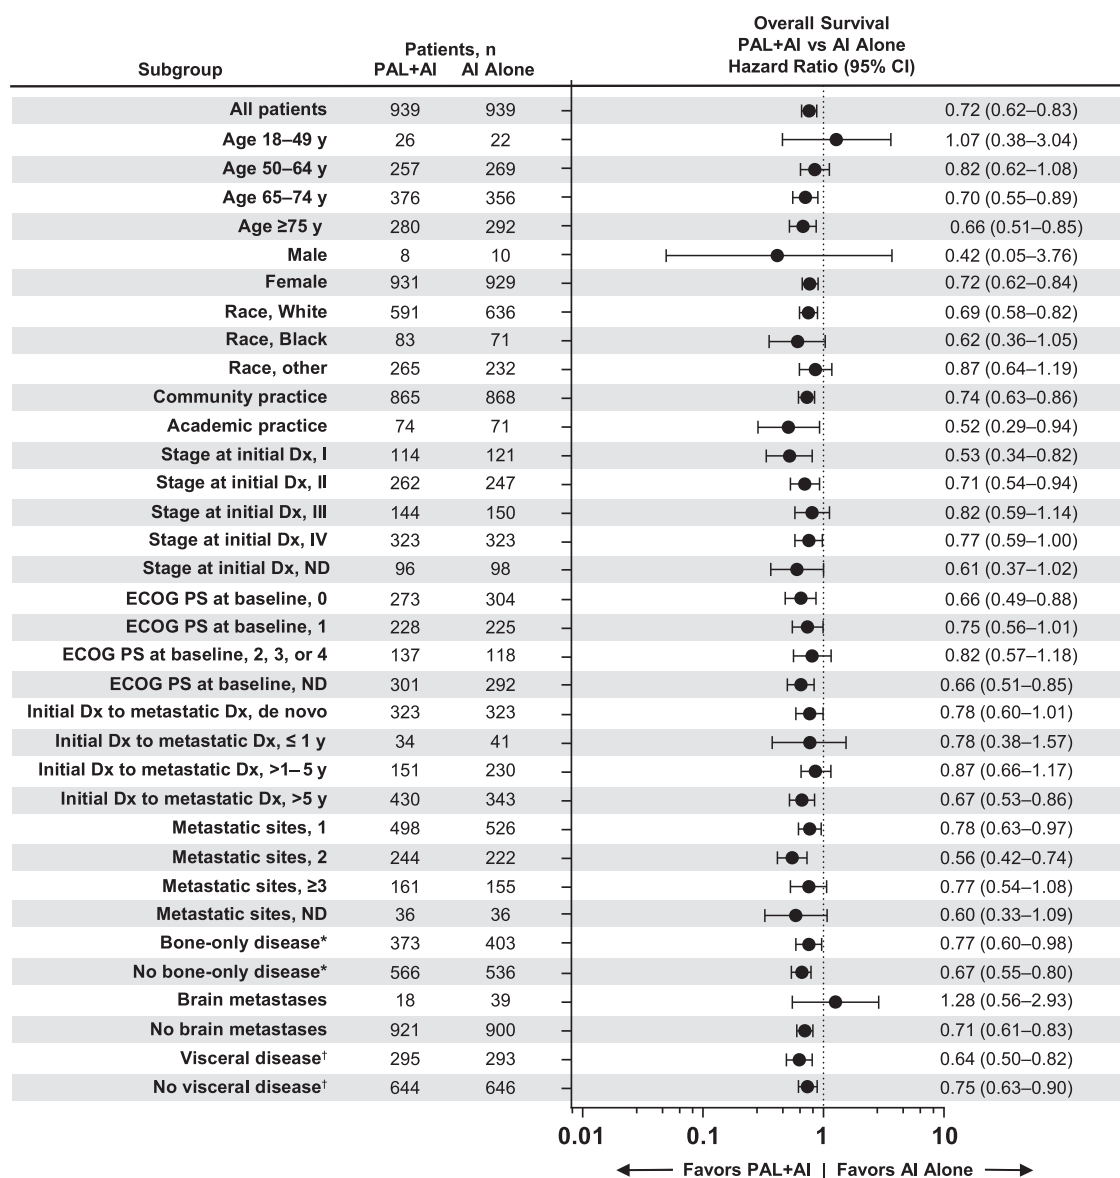 Overall Survival
Patients, n PAL+AI vs AI Alone
Subgroup PAL+AI AI Alone Hazard Ratio (95% CI)
All patients 939 939 0.72 (0.62–0.83)
Age 18–49 y 26 22 1.07 (0.38–3.04)
Age 50–64 y 257 269 0.82 (0.62–1.08)
Age 65–74 y 376 356 0.70 (0.55–0.89)
Age ≥75 y 280 292 0.66 (0.51–0.85)
Male 8 10 0.42 (0.05–3.76)
Female 931 929 0.72 (0.62–0.84)
Race, White 591 636 0.69 (0.58–0.82)
Race, Black 83 71 0.62 (0.36–1.05)
Race, other 265 232 0.87 (0.64–1.19)
Community practice 865 868 0.74 (0.63–0.86)
Academic practice 74 71 0.52 (0.29–0.94)
Stage at initial Dx, I 114 121 0.53 (0.34–0.82)
Stage at initial Dx, II 262 247 0.71 (0.54–0.94)
Stage at initial Dx, III 144 150 0.82 (0.59–1.14)
Stage at initial Dx, IV 323 323 0.77 (0.59–1.00)
Stage at initial Dx, ND 96 98 0.61 (0.37–1.02)
ECOG PS at baseline, 0 273 304 0.66 (0.49–0.88)
ECOG PS at baseline, 1 228 225 0.75 (0.56–1.01)
ECOG PS at baseline, 2, 3, or 4 137 118 0.82 (0.57–1.18)
ECOG PS at baseline, ND 301 292 0.66 (0.51–0.85)
Initial Dx to metastatic Dx, de novo 323 323 0.78 (0.60–1.01)
Initial Dx to metastatic Dx, ≤ 1 y 34 41 0.78 (0.38–1.57)
Initial Dx to metastatic Dx, >1–5 y 151 230 0.87 (0.66–1.17)
Initial Dx to metastatic Dx, >5 y 430 343 0.67 (0.53–0.86)
Metastatic sites, 1 498 526 0.78 (0.63–0.97)
Metastatic sites, 2 244 222 0.56 (0.42–0.74)
Metastatic sites, ≥3 161 155 0.77 (0.54–1.08)
Metastatic sites, ND 36 36 0.60 (0.33–1.09)
Bone-only disease* 373 403 0.77 (0.60–0.98)
No bone-only disease* 566 536 0.67 (0.55–0.80)
Brain metastases 18 39 1.28 (0.56–2.93)
No brain metastases 921 900 0.71 (0.61–0.83)
Visceral disease† 295 293 0.64 (0.50–0.82)
No visceral disease† 644 646 0.75 (0.63–0.90)
0.01 0.1 1 10
Favors PAL+AI | Favors AI Alone